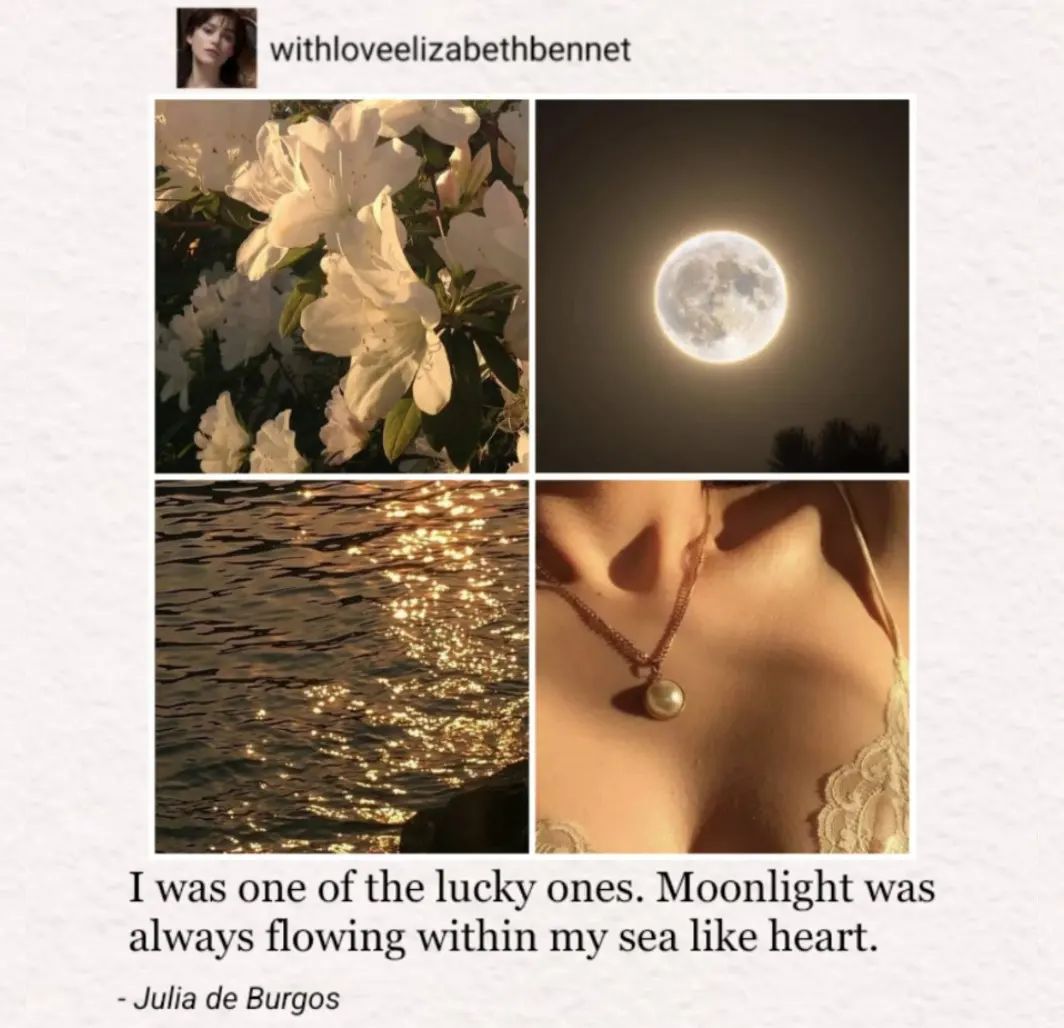 withloveelizabethbennet
I was one of the lucky ones. Moonlight was
always flowing within my sea like heart.
- Julia de Burgos